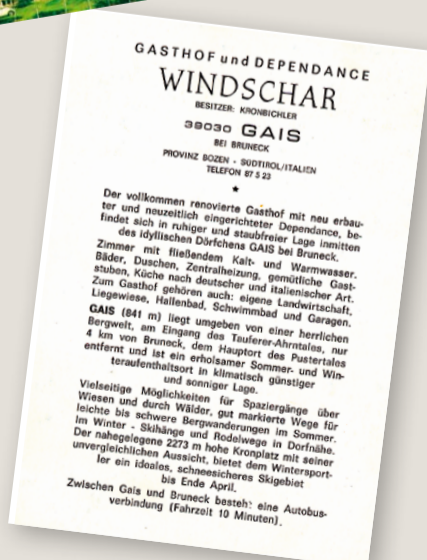 GASTHOF und DEPENDANCE
WINDSCHAR
BESITZER: KRONBICHLER
39030 GAIS
BEI BRUNECK
PROVINZ BOZEN - SÜDTIROL/ITALIEN
TELEFON 87 5 23
★
Der vollkommen renovierte Gasthof mit neu erbau-
ter und neuzeitlich eingerichteter Dependance, be-
findet sich in ruhiger und staubfreier Lage inmitten
des idyllischen Dörfchens GAIS bei Bruneck.
Zimmer mit fließendem Kalt- und Warmwasser.
Bäder, Duschen, Zentralheizung, gemütliche Gast-
stuben, Küche nach deutscher und italienischer Art.
Zum Gasthof gehören auch: eigene Landwirtschaft,
Liegewiese, Hallenbad, Schwimmbad und Garagen.
GAIS (841 m) liegt umgeben von einer herrlichen
Bergwelt, am Eingang des Tauferer-Ahrntales, nur
4 km von Bruneck, dem Hauptort des Pustertales
entfernt und ist ein erholsamer Sommer- und Win-
teraufenthaltsort in klimatisch günstiger
und sonniger Lage.
Vielseitige Möglichkeiten für Spaziergänge über
Wiesen und durch Wälder, gut markierte Wege für
leichte bis schwere Bergwanderungen im Sommer.
Im Winter - Skihänge und Rodelwege in Dorfnähe.
Der nahegelegene 2273 m hohe Kronplatz mit seiner
unvergleichlichen Aussicht, bietet dem Wintersport-
ler ein ideales, schneesicheres Skigebiet
bis Ende April.
Zwischen Gais und Bruneck besteht eine Autobus-
verbindung (Fahrzeit 10 Minuten).